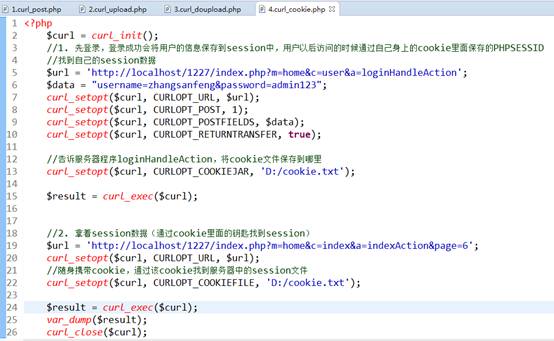 1.curl_post.php 2.curl_upload.php 3.curl_doupload.php 4.curl_cookie.php
1 <?php
2 $curl = curl_init();
3 //1. 先登录，登录成功会将用户的信息保存到session中，用户以后访问的时候通过自己身上的cookie里面保存的PHPSESSID
4 //找到自己的session数据
5 $url = 'http://localhost/1227/index.php?m=home&c=user&a=loginHandleAction';
6 $data = "username=zhangsanfeng&password=admin123";
7 curl_setopt($curl, CURLOPT_URL, $url);
8 curl_setopt($curl, CURLOPT_POST, 1);
9 curl_setopt($curl, CURLOPT_POSTFIELDS, $data);
10 curl_setopt($curl, CURLOPT_RETURNTRANSFER, true);
11
12 //告诉服务器程序loginHandleAction，将cookie文件保存到哪里
13 curl_setopt($curl, CURLOPT_COOKIEJAR, 'D:/cookie.txt');
14
15 $result = curl_exec($curl);
16
17
18 //2. 拿着session数据（通过cookie里面的钥匙找到session）
19 $url = 'http://localhost/1227/index.php?m=home&c=index&a=indexAction&page=6';
20 curl_setopt($curl, CURLOPT_URL, $url);
21 //随身携带cookie，通过该cookie找到服务器中的session文件
22 curl_setopt($curl, CURLOPT_COOKIEFILE, 'D:/cookie.txt');
23
24 $result = curl_exec($curl);
25 var_dump($result);
26 curl_close($curl);